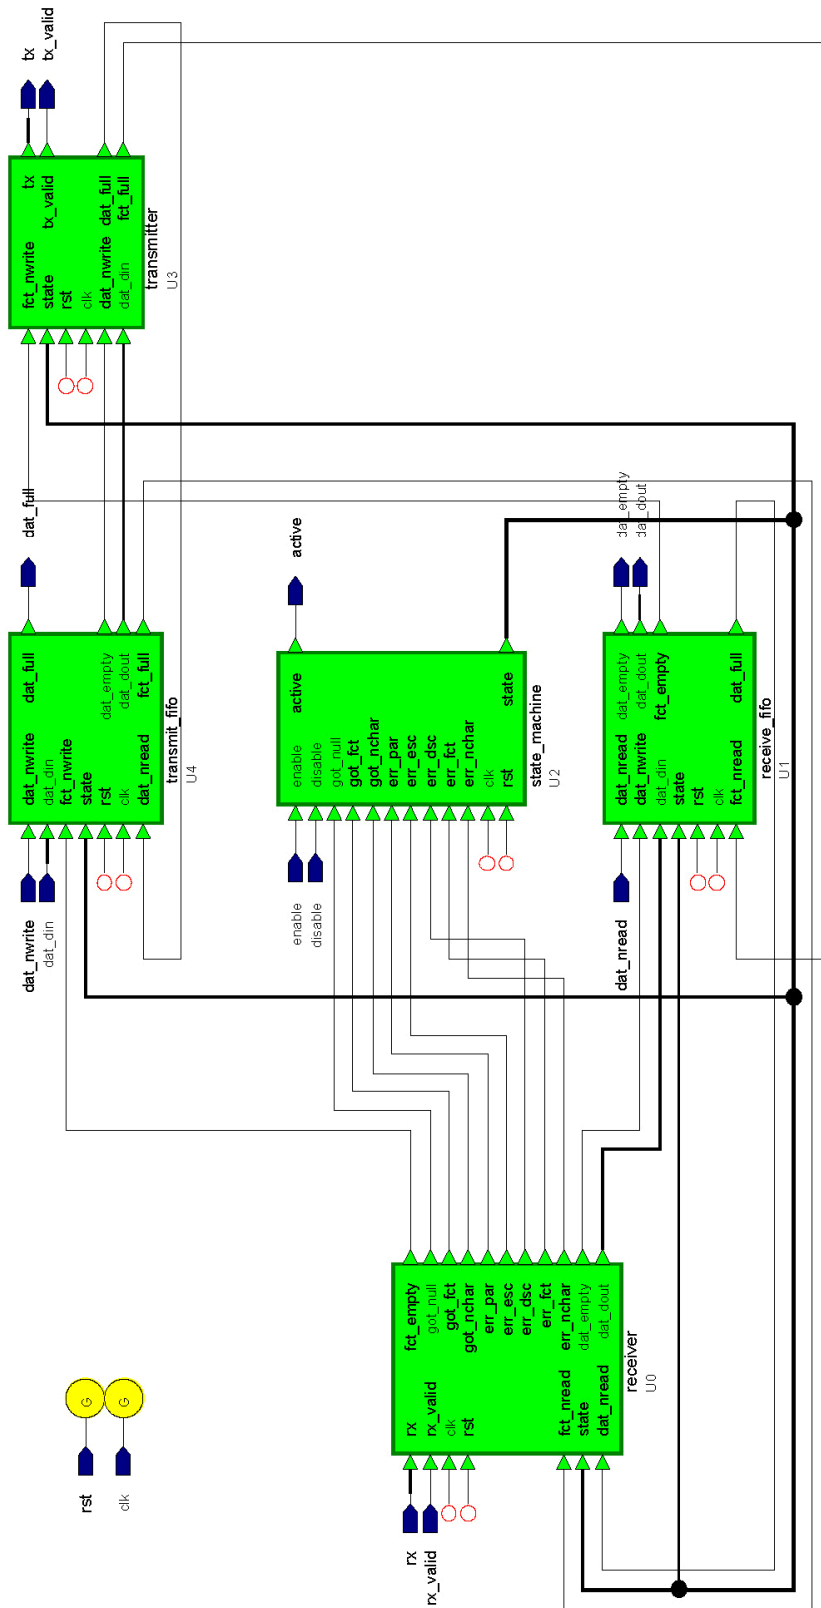 rst
clk
dat_nwrite
dat_din
dat_nwrite
dat_din
fct_nwrite
state
rst
clk
dat_nread
dat_full
dat_empty
dat_dout
fct_full
transmit_fifo
U4
dat_full
fct_nwrite
state
rst
clk
dat_nwrite
dat_din
tx
tx_valid
dat_full
fct_full
transmitter
U3
tx
tx_valid
enable
disable
enable
disable
got_null
got_fct
got_nchar
err_par
err_esc
err_dsc
err_fct
err_nchar
clk
rst
active
state
state_machine
U2
active
rx
rx_valid
rx
rx_valid
clk
rst
fct_nread
state
dat_nread
fct_empty
got_null
got_fct
got_nchar
err_par
err_esc
err_dsc
err_fct
err_nchar
dat_empty
dat_dout
receiver
U0
dat_nread
dat_nread
dat_nwrite
dat_din
state
rst
clk
fct_nread
dat_empty
dat_dout
fct_empty
dat_full
receive_fifo
U1
dat_empty
dat_dout
G
G